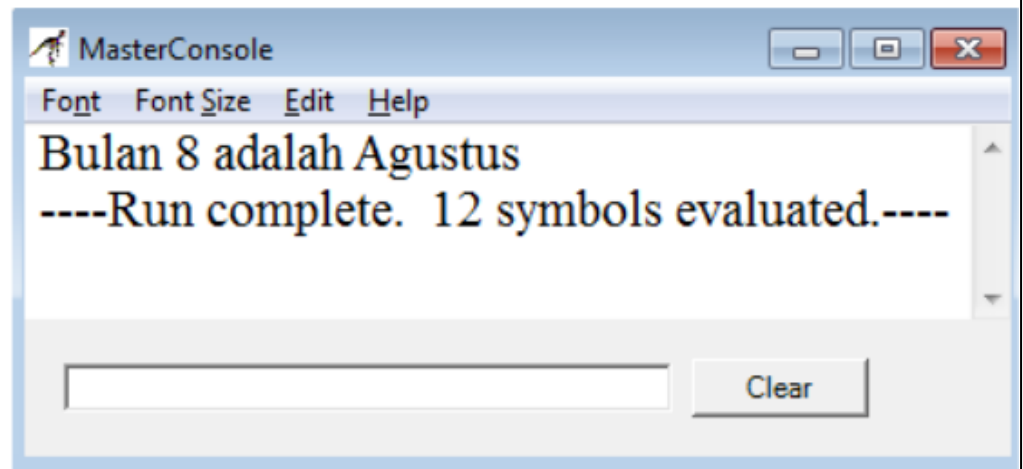 MasterConsole
Font Font Size Edit Help
Bulan 8 adalah Agustus
----Run complete.  12 symbols evaluated.----
Clear